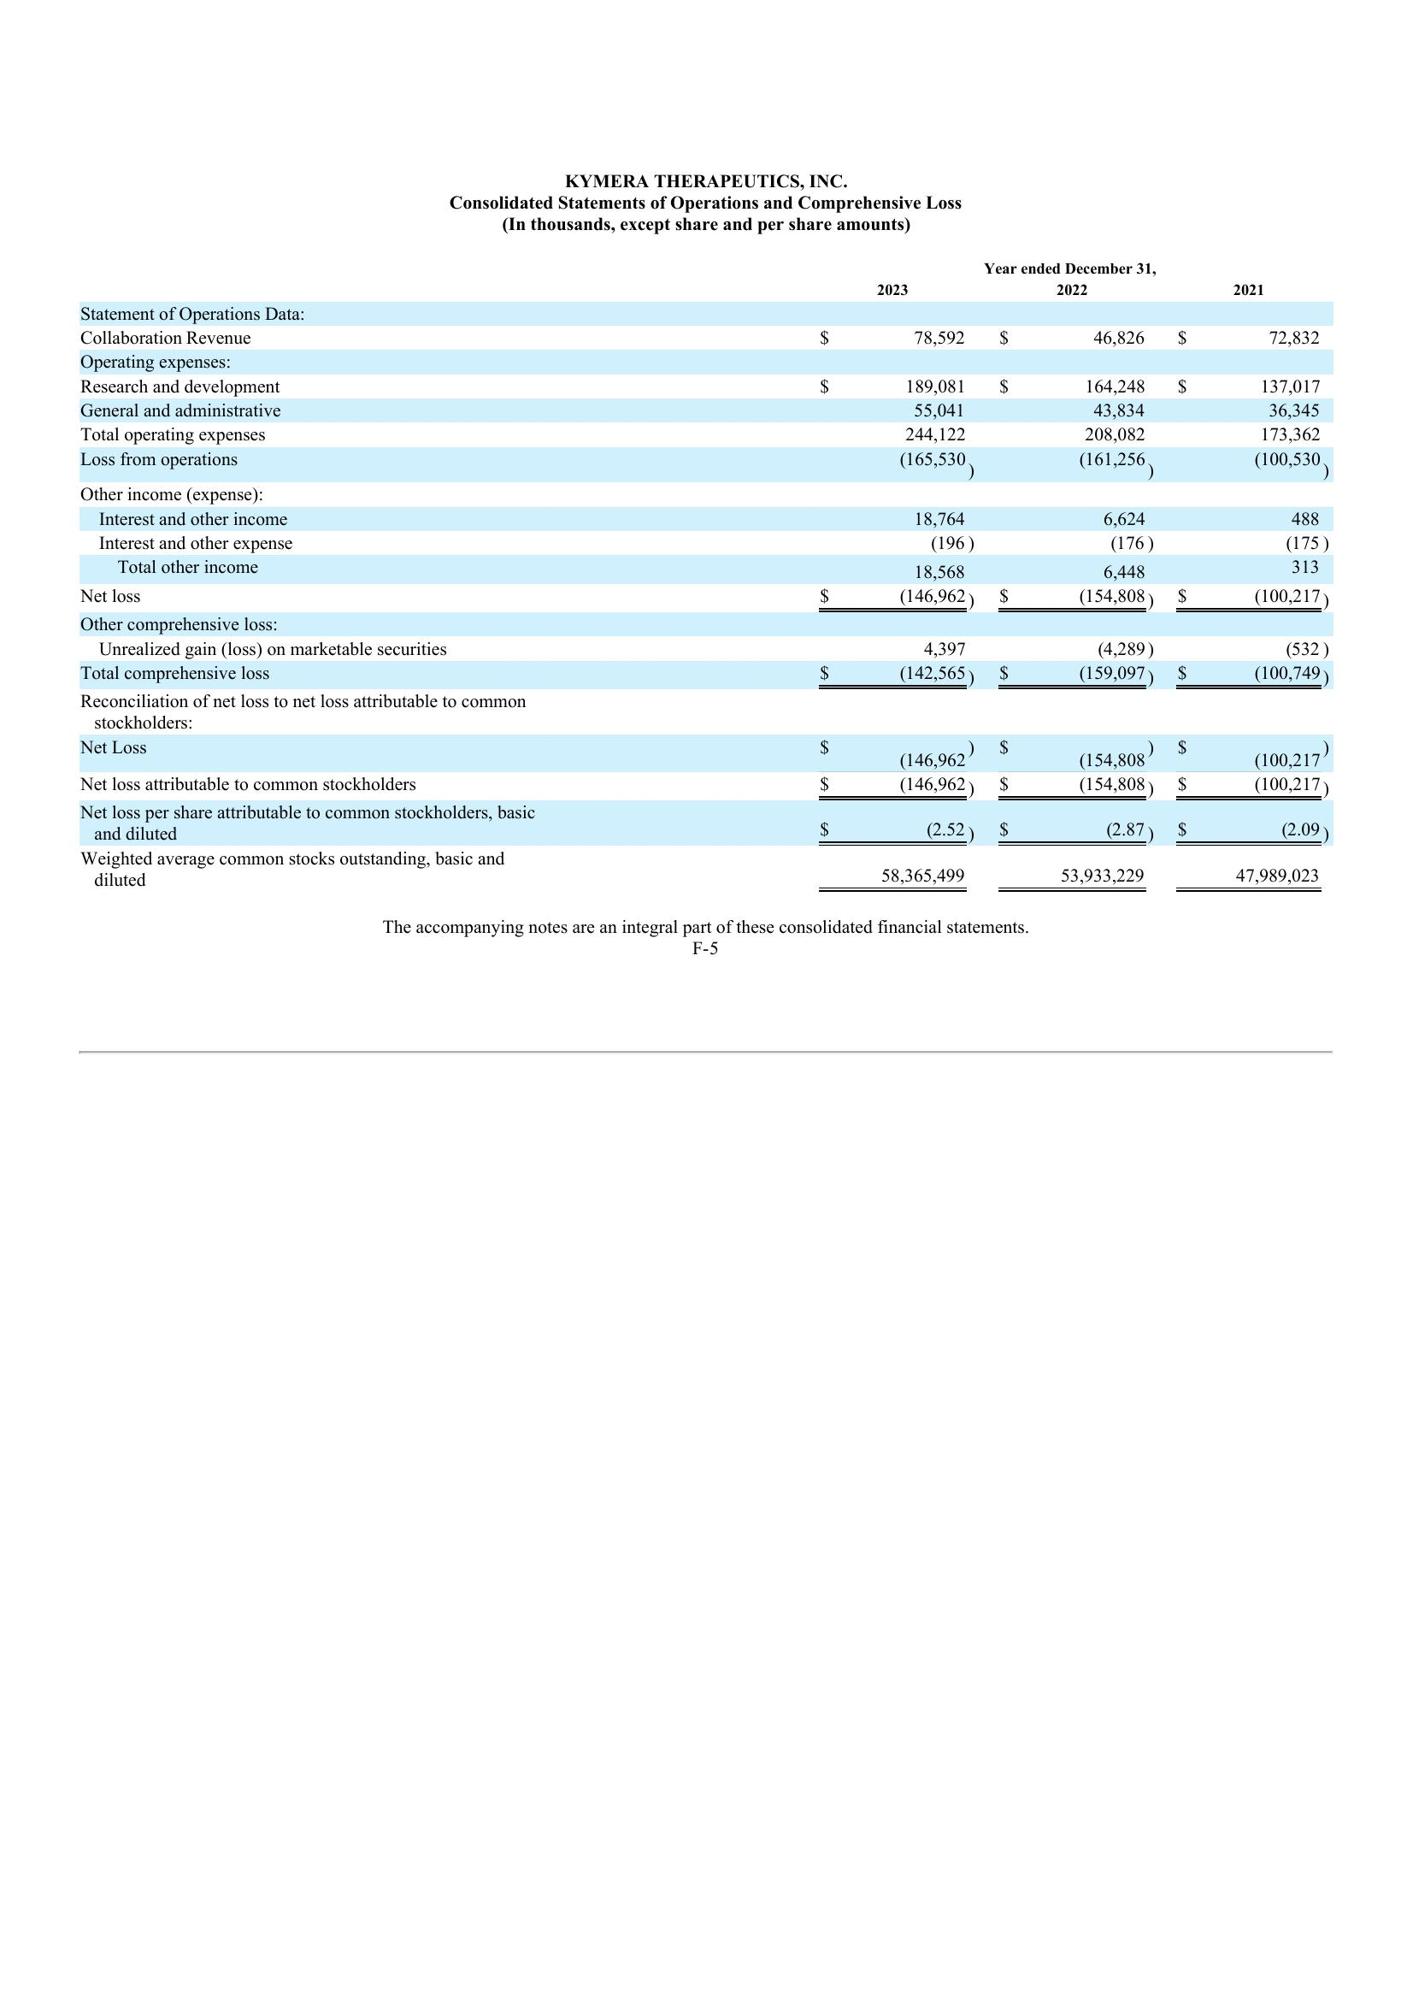 KYMERA THERAPEUTICS, INC.
Consolidated Statements of Operations and Comprehensive Loss
(In thousands, except share and per share amounts)
Year ended December 31,
2023 2022 2021
Statement of Operations Data:
Collaboration Revenue $ 78,592 $ 46,826 $ 72,832
Operating expenses:
Research and development $ 189,081 $ 164,248 $ 137,017
General and administrative 55,041 43,834 36,345
Total operating expenses 244,122 208,082 173,362
Loss from operations (165,530) (161,256) (100,530)
Other income (expense):
Interest and other income 18,764 6,624 488
Interest and other expense (196) (176) (175)
Total other income 18,568 6,448 313
Net loss $ (146,962) $ (154,808) $ (100,217)
Other comprehensive loss:
Unrealized gain (loss) on marketable securities 4,397 (4,289) (532)
Total comprehensive loss $ (142,565) $ (159,097) $ (100,749)
Reconciliation of net loss to net loss attributable to common
stockholders:
Net Loss $ (146,962) $ (154,808) $ (100,217)
Net loss attributable to common stockholders $ (146,962) $ (154,808) $ (100,217)
Net loss per share attributable to common stockholders, basic
and diluted $ (2.52) $ (2.87) $ (2.09)
Weighted average common stocks outstanding, basic and
diluted 58,365,499 53,933,229 47,989,023
The accompanying notes are an integral part of these consolidated financial statements.
F-5